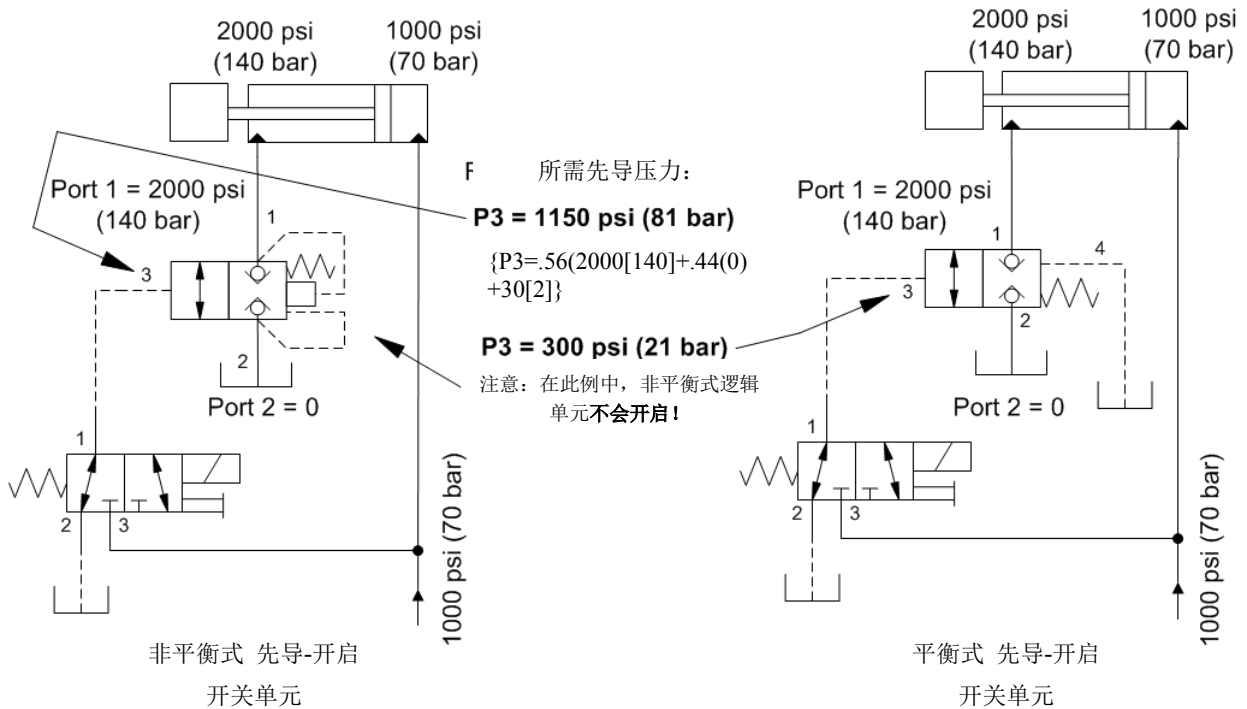 2000 psi
(140 bar)
1000 psi
(70 bar)
Port 1 = 2000 psi
(140 bar)
1
3
2
Port 2 = 0
1
2
3
1000 psi (70 bar)
非平衡式 先导-开启
开关单元
所需先导压力:
P3 = 1150 psi (81 bar)
{P3=.56(2000[140]+.44(0)
+30[2]}
P3 = 300 psi (21 bar)
注意：在此例中，非平衡式逻辑
单元不会开启！
2000 psi
(140 bar)
1000 psi
(70 bar)
Port 1 = 2000 psi
(140 bar)
1
4
3
2
Port 2 = 0
1
2
3
1000 psi (70 bar)
平衡式 先导-开启
开关单元